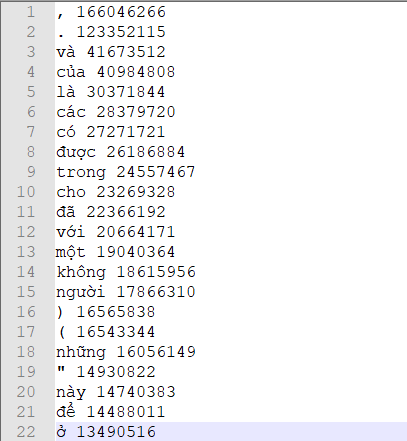 1 , 166046266
2 . 123352115
3 và 41673512
4 của 40984808
5 là 30371844
6 các 28379720
7 có 27271721
8 được 26186884
9 trong 24557467
10 cho 23269328
11 đã 22366192
12 với 20664171
13 một 19040364
14 không 18615956
15 người 17866310
16 ) 16565838
17 ( 16543344
18 những 16056149
19 " 14930822
20 này 14740383
21 để 14488011
22 ở 13490516